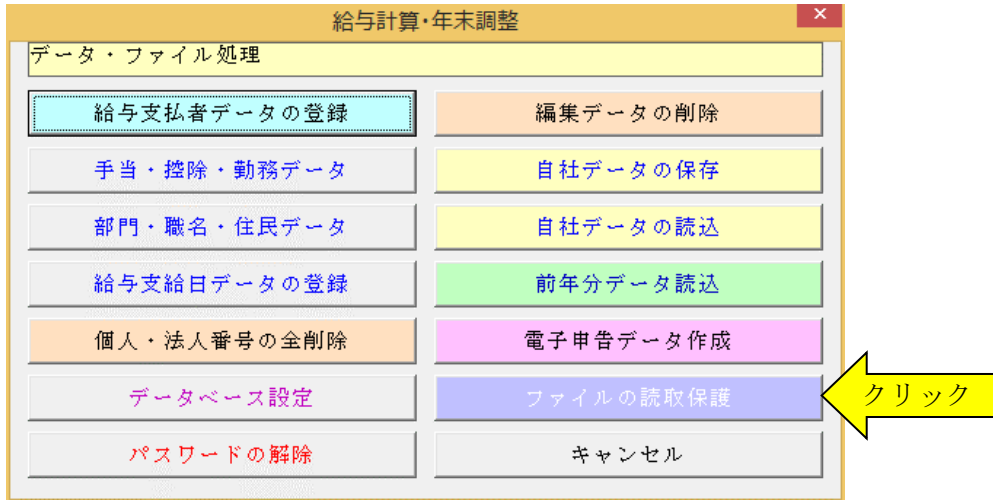 給与計算・年末調整
データ・ファイル処理
給与支払者データの登録
編集データの削除
手当・控除・勤務データ
自社データの保存
部門・職名・住民データ
自社データの読込
給与支給日データの登録
前年分データ読込
個人・法人番号の全削除
電子申告データ作成
データベース設定
ファイルの読取保護
クリック
パスワードの解除
キャンセル